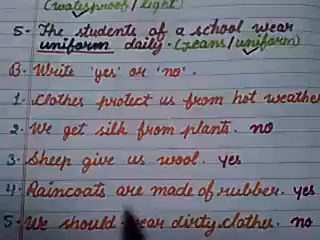 (waterproof/light)
5- The students of a school wear
uniform daily. (jeans/uniform)
B. Write 'yes' or 'no'.
1. Clothes protect us from hot weather
2. We get silk from plants. no
3. Sheep give us wool. yes
4. Raincoats are made of rubber. yes
5- We should wear dirty clothes. no